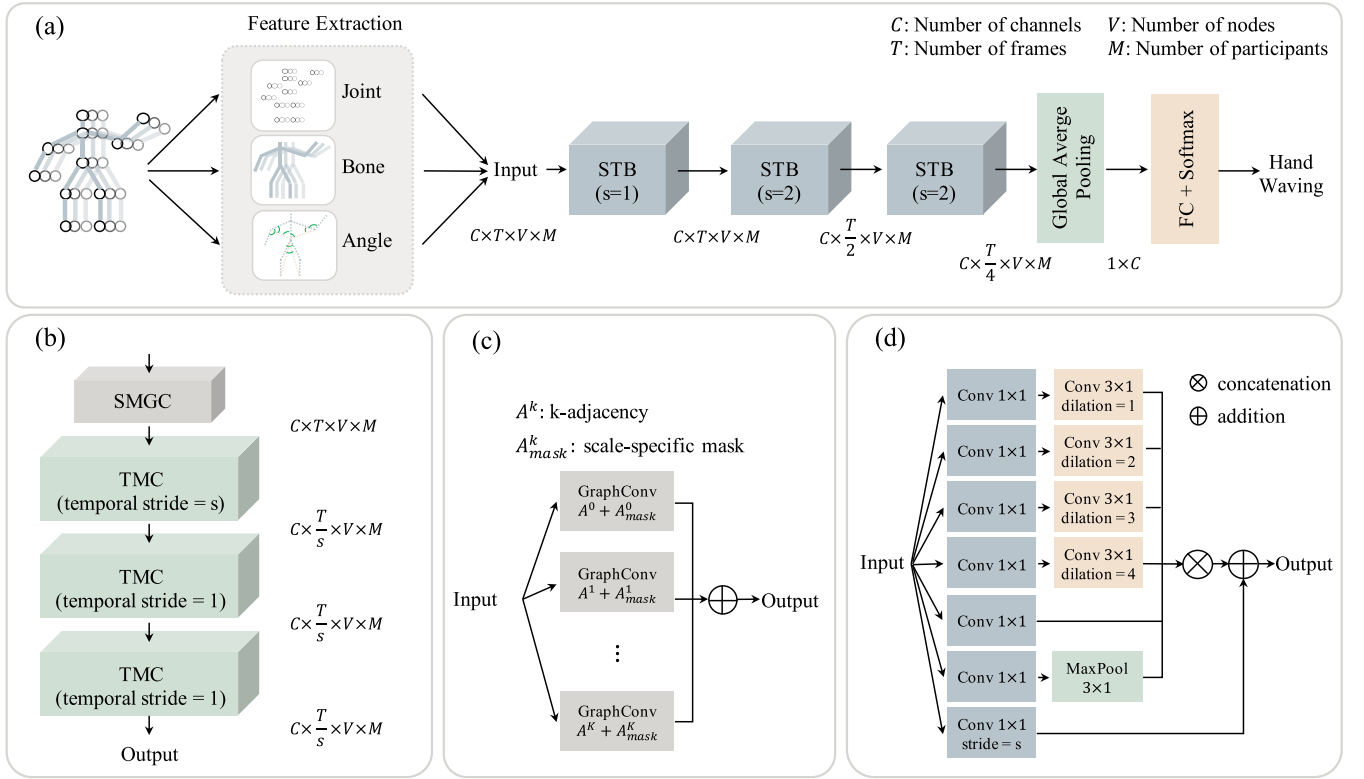 (a)
Feature Extraction
C: Number of channels V: Number of nodes
T: Number of frames M: Number of participants
Joint
Bone
Angle
Input
STB
(s=1)
STB
(s=2)
STB
(s=2)
Global Averge
Pooling
FC + Softmax
Hand
Waving
C×T×V×M
C×T×V×M
C×T/2×V×M
C×T/4×V×M
1×C
(b)
SMGC
C×T×V×M
TMC
(temporal stride = s)
C×T/s×V×M
TMC
(temporal stride = 1)
C×T/s×V×M
TMC
(temporal stride = 1)
C×T/s×V×M
Output
(c)
A^k: k-adjacency
A^k_mask: scale-specific mask
Input
GraphConv
A^0 + A^0_mask
GraphConv
A^1 + A^1_mask
⋮
GraphConv
A^K + A^K_mask
Output
(d)
⊗ concatenation
⊕ addition
Input
Conv 1×1
Conv 3×1
dilation = 1
Conv 1×1
Conv 3×1
dilation = 2
Conv 1×1
Conv 3×1
dilation = 3
Conv 1×1
Conv 3×1
dilation = 4
Conv 1×1
Conv 1×1
MaxPool
3×1
Conv 1×1
stride = s
Output